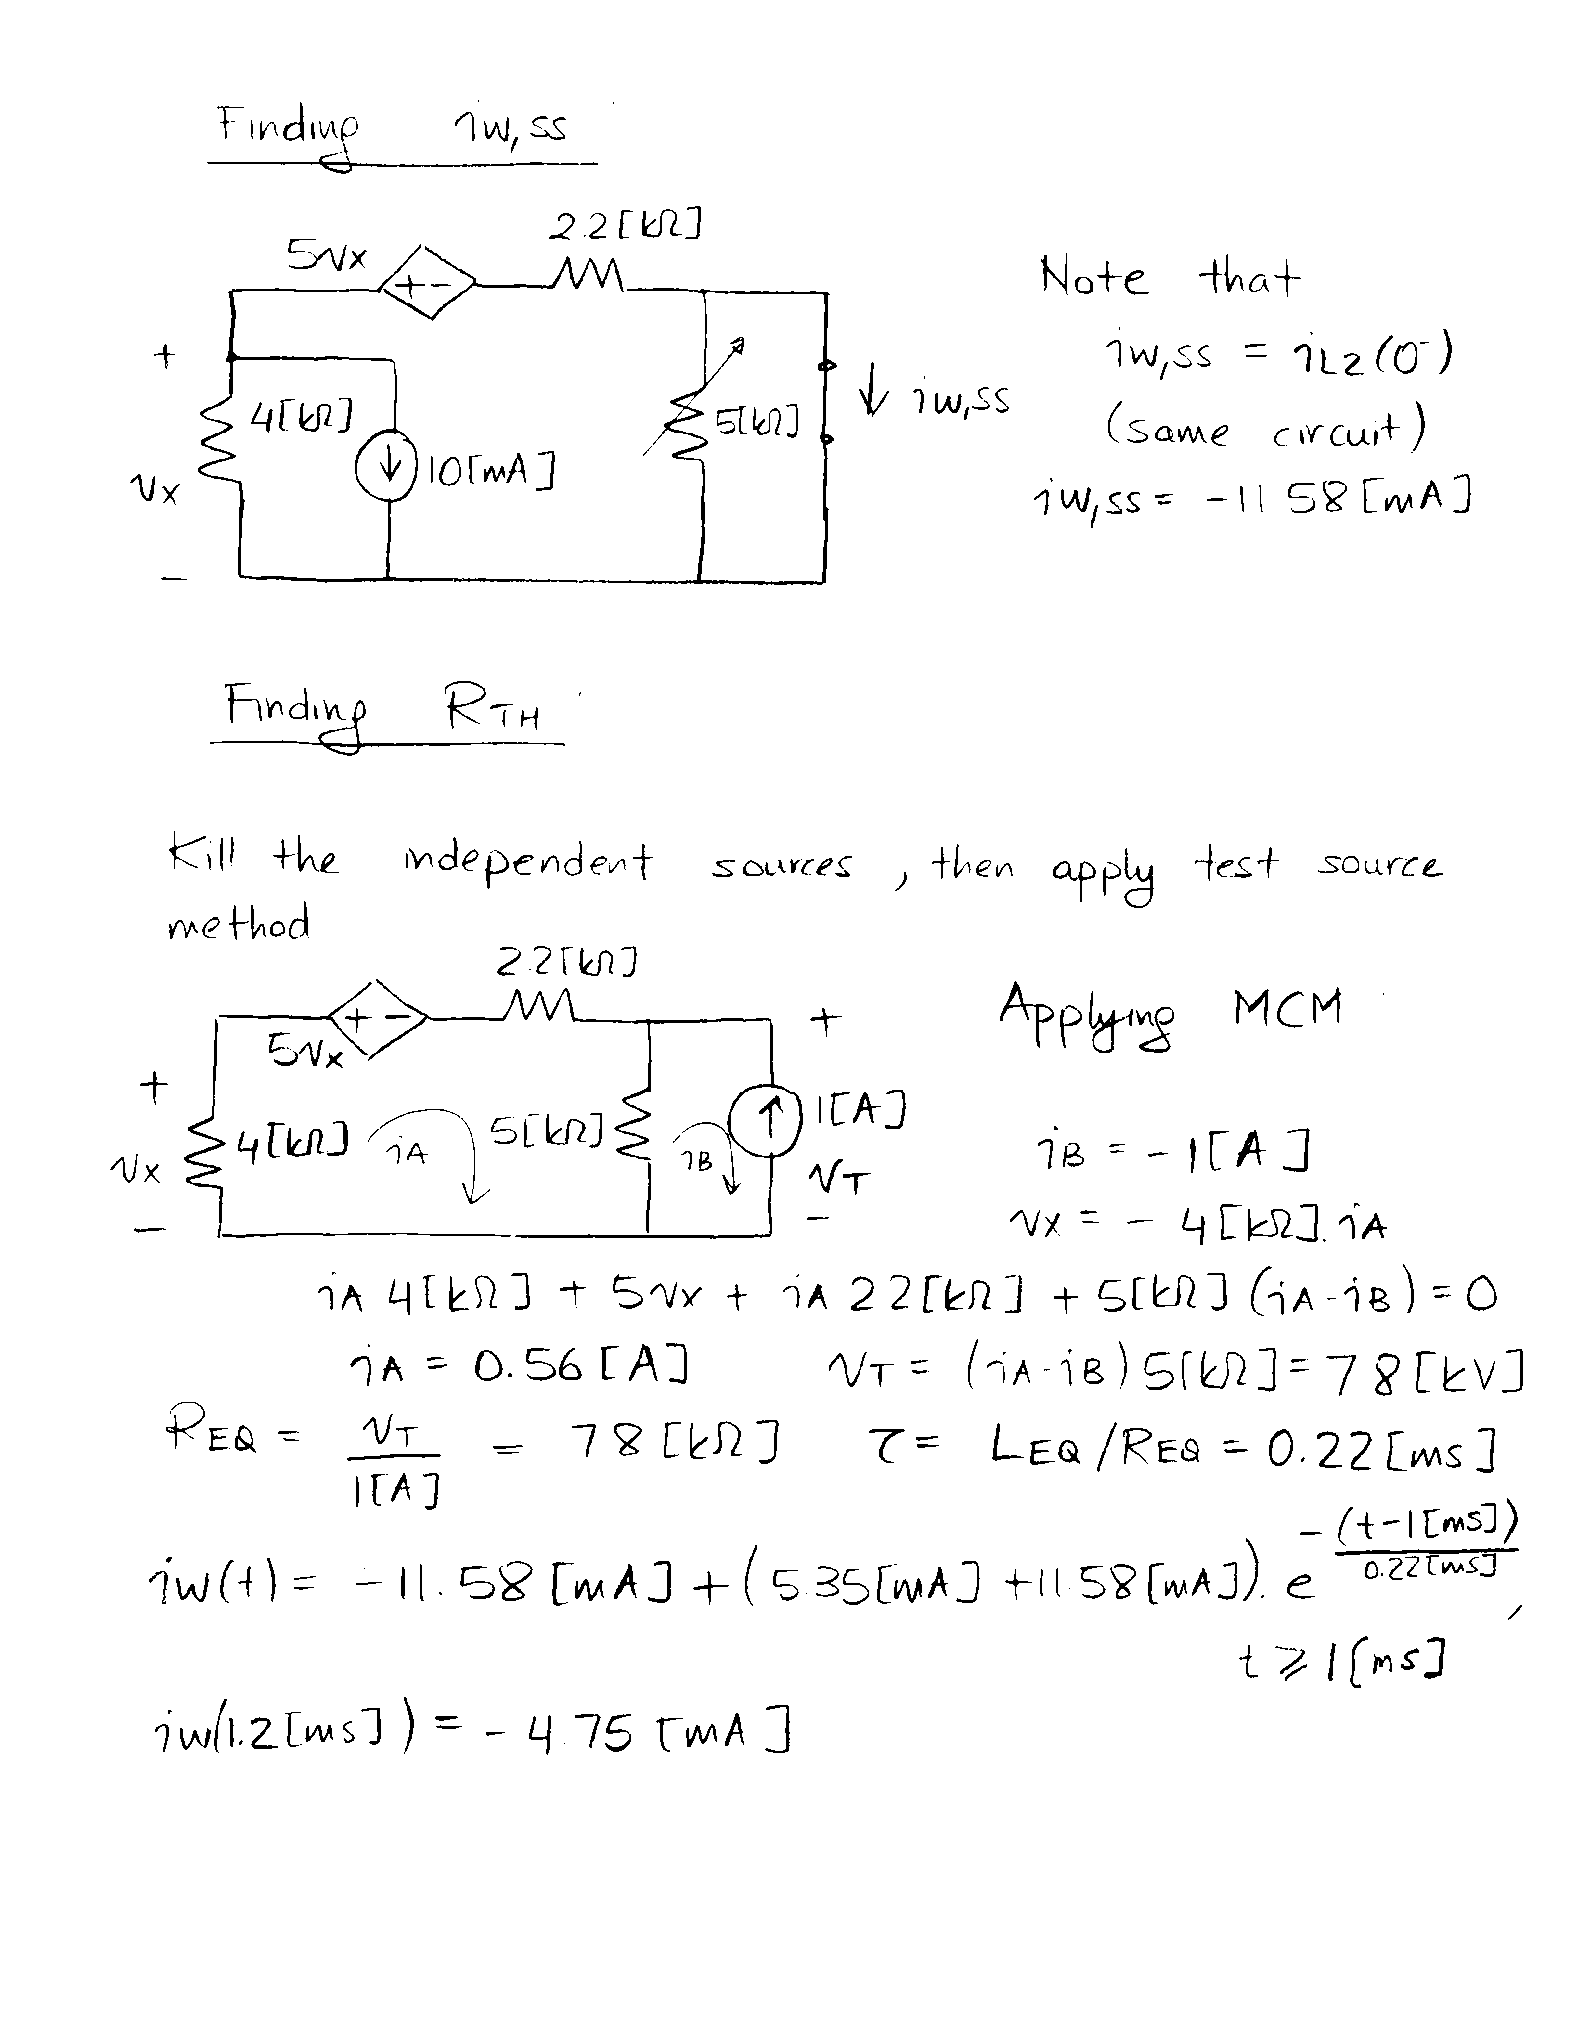 Finding iw,ss
2.2[kΩ]
5vx
+ -
Note that
+
iw,ss = iL2(0⁻)
4[kΩ]
↓ iw,ss
5[kΩ]
(same circuit)
vx
10[mA]
iw,ss = -11.58[mA]
-
Finding RTH
Kill the independent sources, then apply test source
method
2.2[kΩ]
+ -
+
Applying MCM
5vx
+
1[A]
4[kΩ] iA 5[kΩ] iB
iB = -1[A]
vx
vT
- -
vx = - 4[kΩ].iA
iA 4[kΩ] + 5vx + iA 2.2[kΩ] + 5[kΩ](iA-iB)=0
iA = 0.56[A] vT = (iA-iB)5[kΩ]=7.8[kV]
REQ = vT/1[A] = 7.8[kΩ] τ = LEQ/REQ = 0.22[ms]
iw(t) = -11.58[mA]+(5.35[mA]+11.58[mA]).e^(-(t-1[ms])/0.22[ms]),
t ≥ 1[ms]
iw(1.2[ms]) = -4.75[mA]